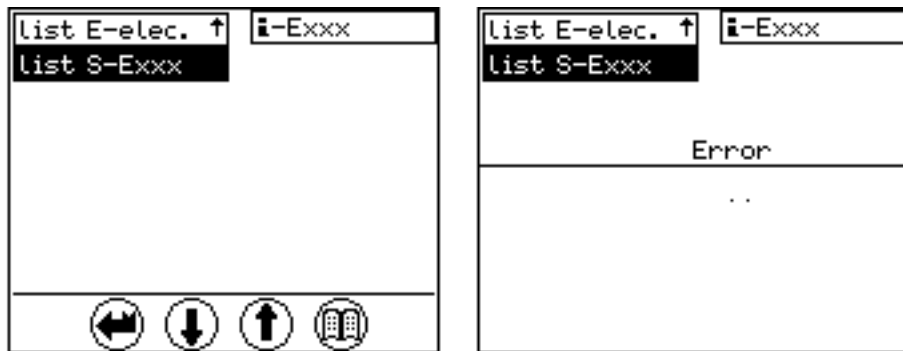 list E-elec. ↑
i-Exxx
list S-Exxx
list E-elec. ↑
i-Exxx
list S-Exxx
Error
. .